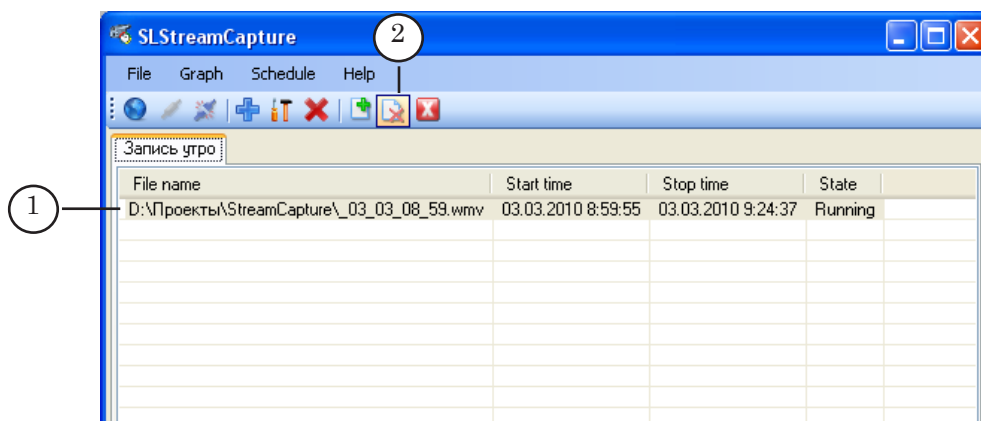 SLStreamCapture
2
File Graph Schedule Help
Запись утро
File name Start time Stop time State
1
D:\Проекты\StreamCapture\_03_03_08_59.wmv 03.03.2010 8:59:55 03.03.2010 9:24:37 Running